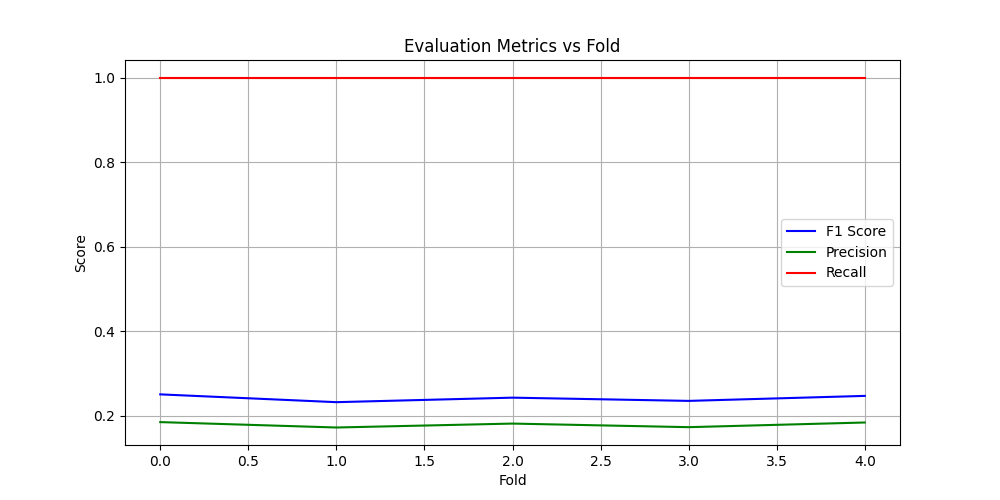 Evaluation Metrics vs Fold
1.0
0.8
0.6
0.4
0.2
Score
F1 Score
Precision
Recall
0.0 0.5 1.0 1.5 2.0 2.5 3.0 3.5 4.0
Fold